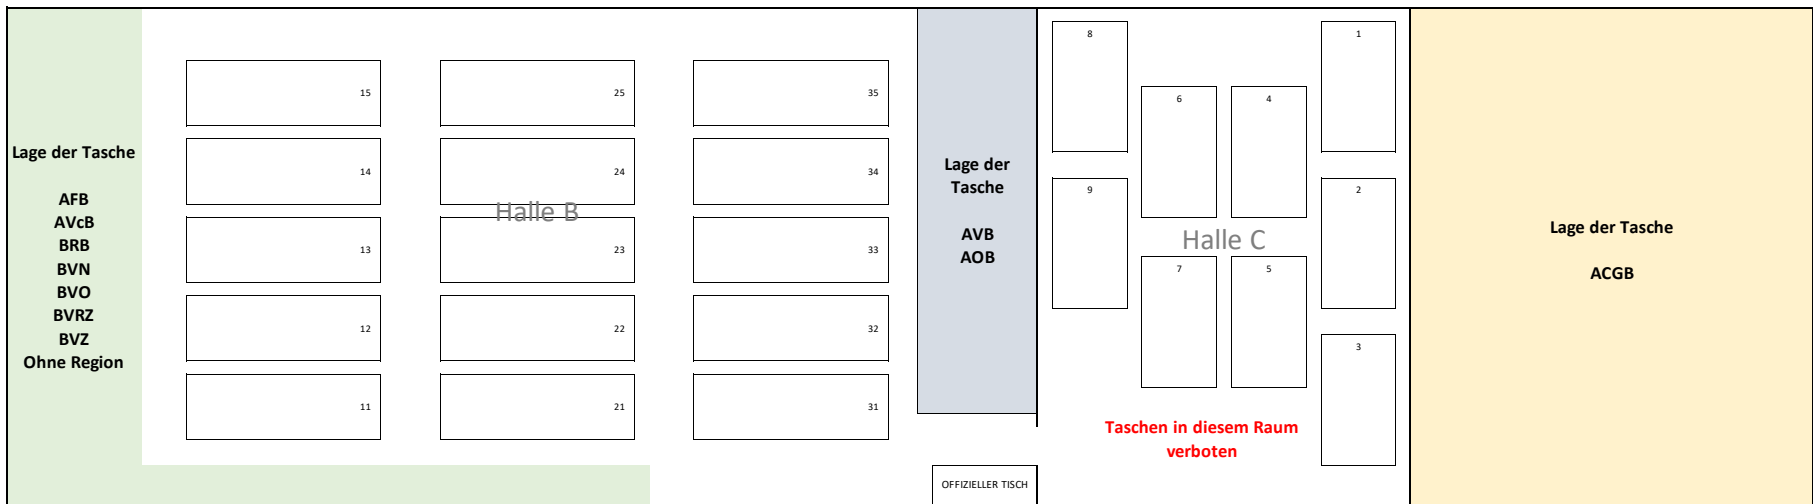 Lage der Tasche
AFB
AVcB
BRB
BVN
BVO
BVRZ
BVZ
Ohne Region
15
14
13
12
11
25
24
Halle B
23
22
21
35
34
33
32
31
Lage der
Tasche
AVB
AOB
OFFIZIELLER TISCH
8
9
6
7
4
5
Halle C
1
2
3
Taschen in diesem Raum
verboten
Lage der Tasche
ACGB